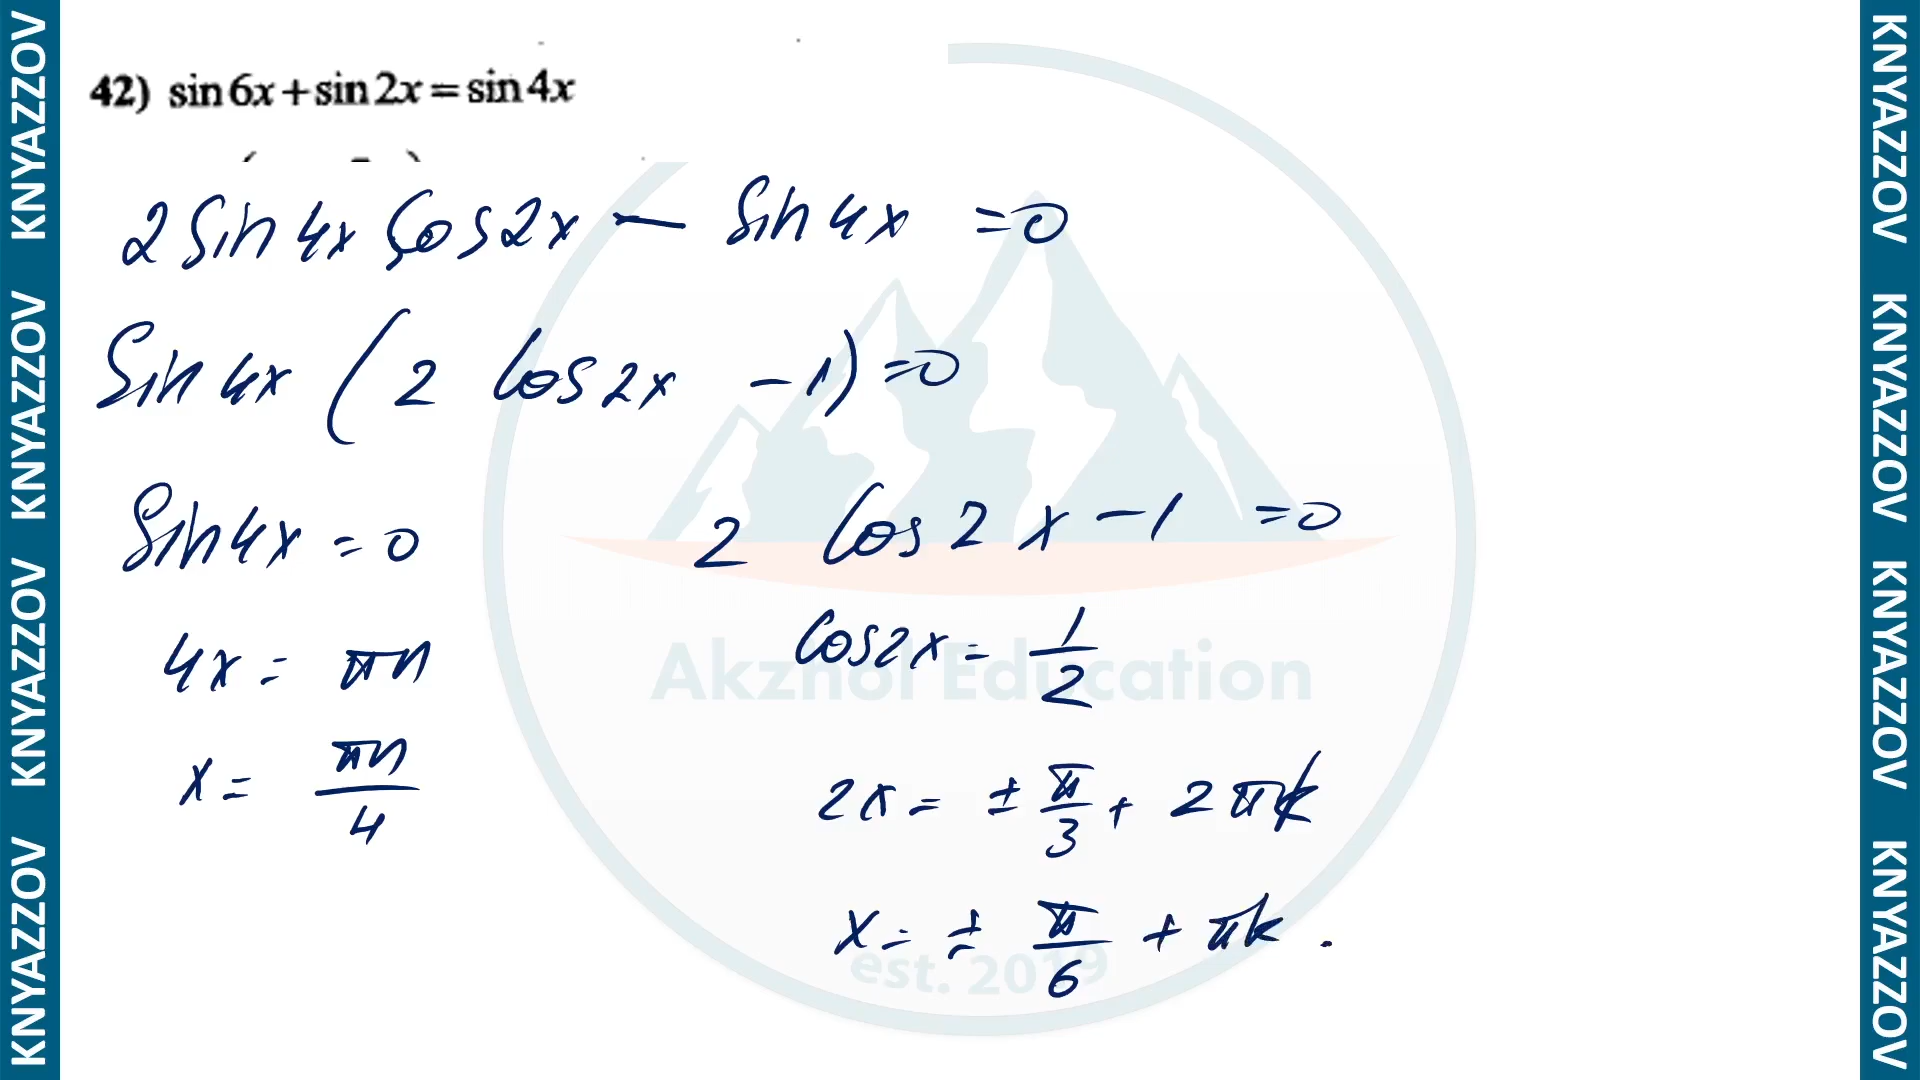 KNYAZZOV KNYAZZOV KNYAZZOV KNYAZZOV
42) sin 6x + sin 2x = sin 4x
2 Sin 4x Cos 2x − Sin 4x = 0
Sin 4x ( 2 Cos 2x − 1) = 0
Sin 4x = 0
4x = πn
x = πn/4
2 Cos 2x − 1 = 0
Cos 2x = 1/2
2x = ± π/3 + 2πk
x = ± π/6 + πk .
Akzhol Education
est. 2019
KNYAZZOV KNYAZZOV KNYAZZOV KNYAZZOV